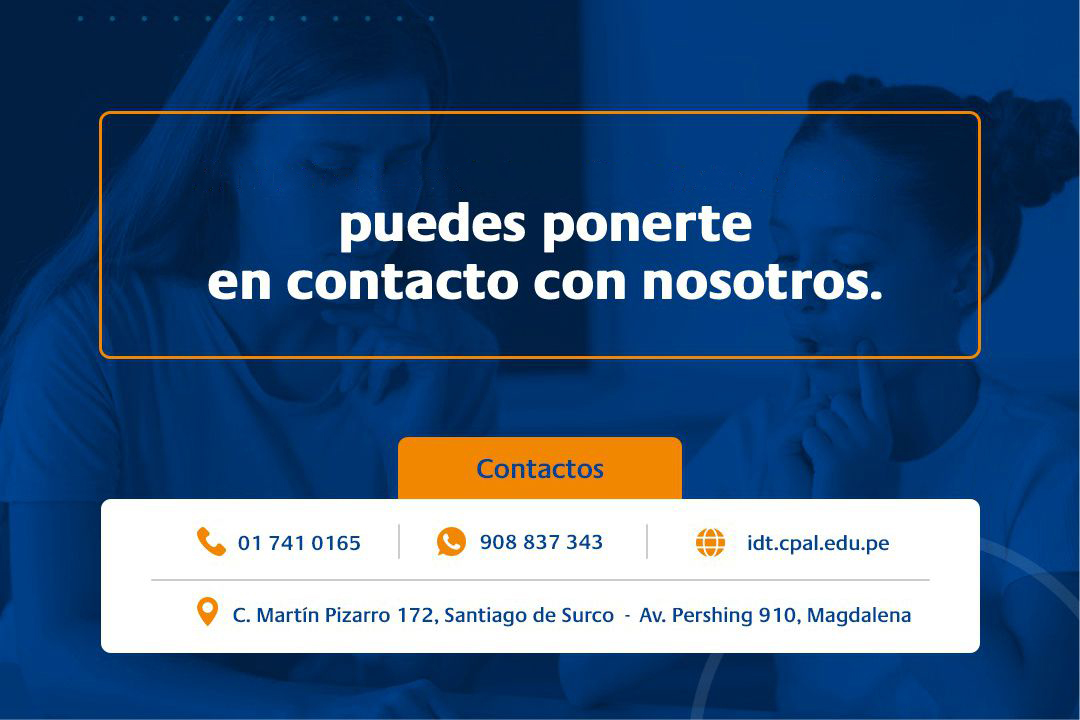 puedes ponerte
en contacto con nosotros.
Contactos
01 741 0165
908 837 343
idt.cpal.edu.pe
C. Martín Pizarro 172, Santiago de Surco - Av. Pershing 910, Magdalena